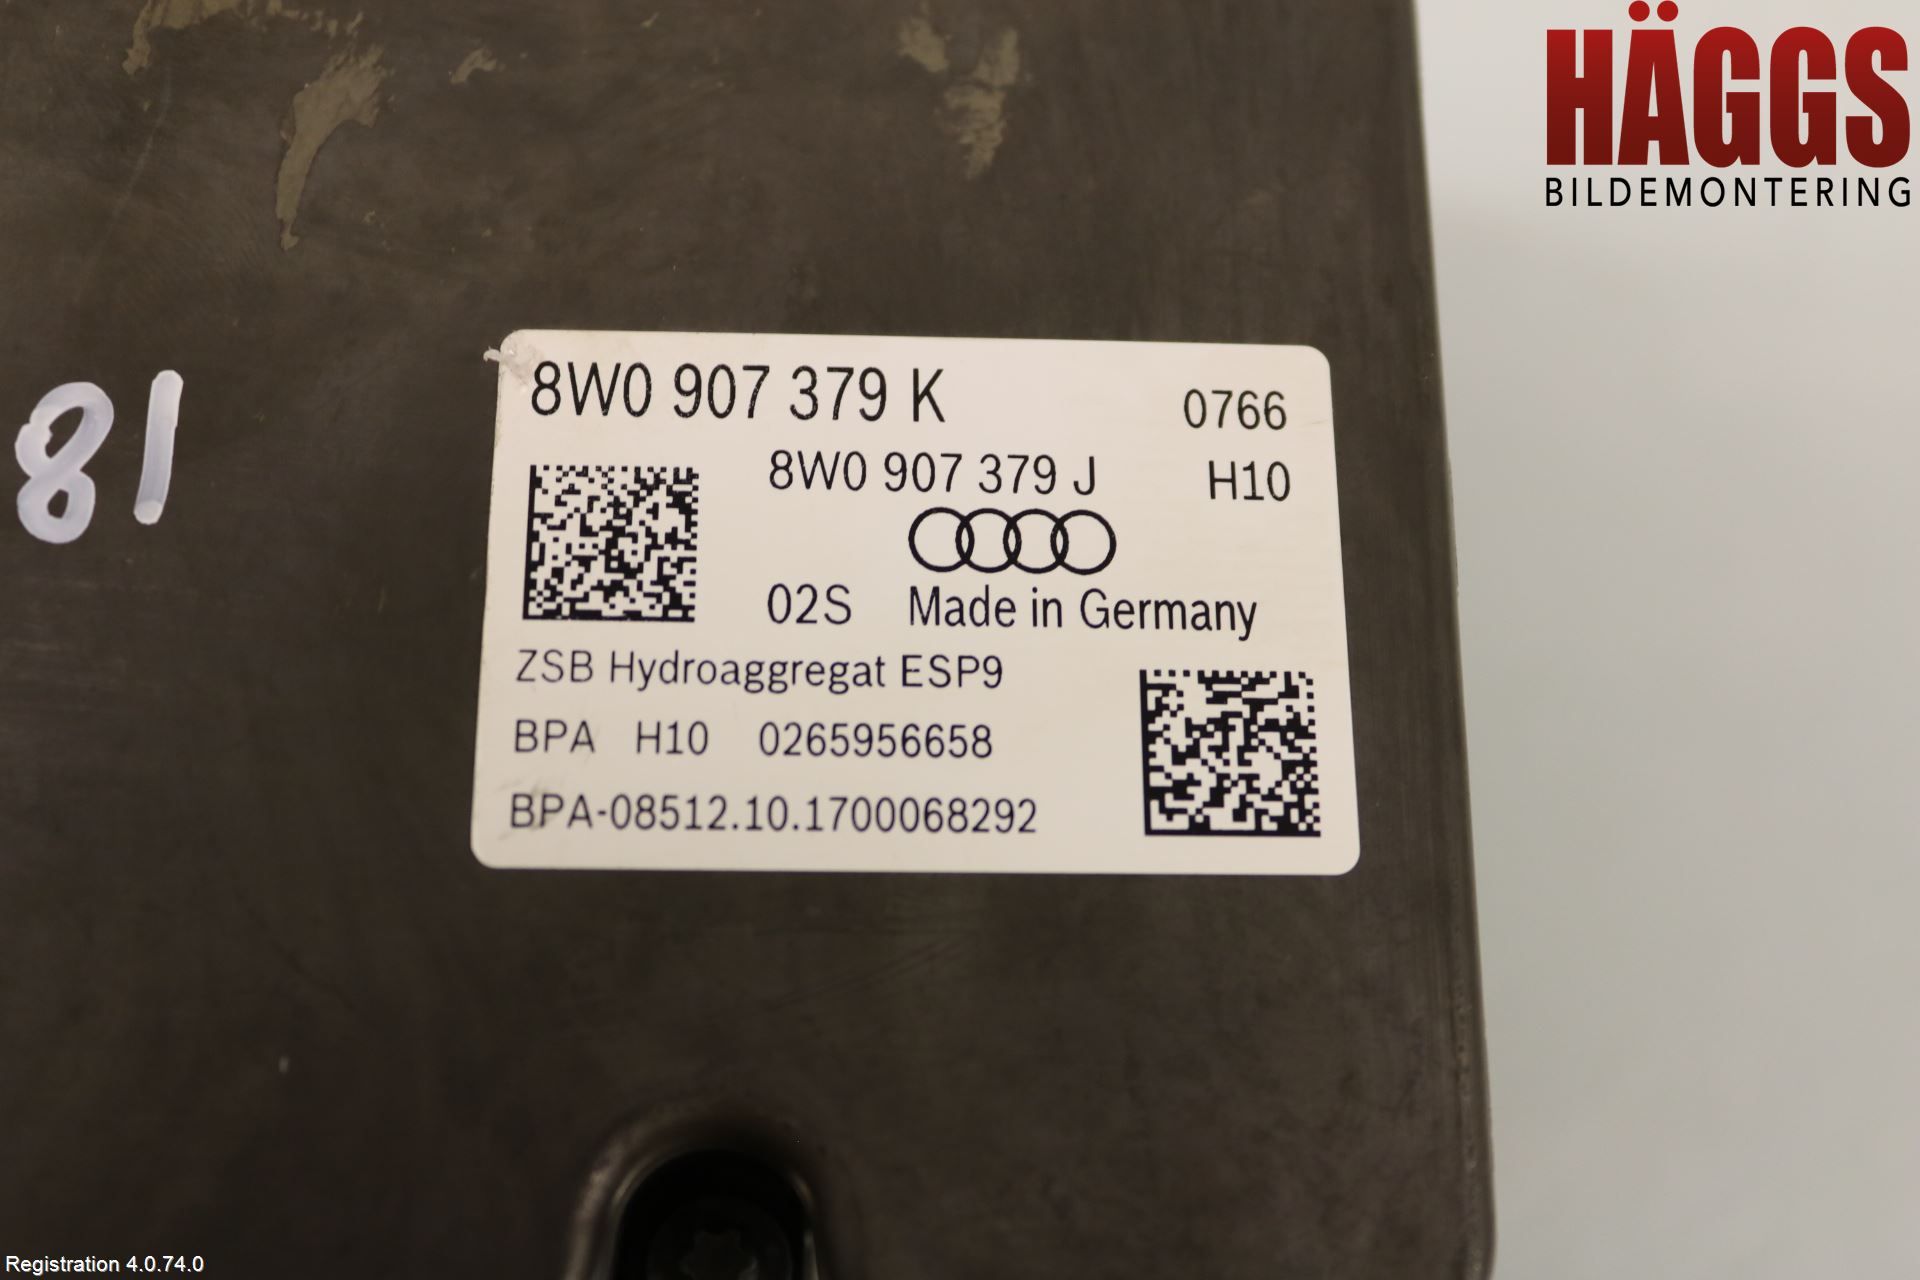 HÄGGS
BILDEMONTERING
81
8W0 907 379 K 0766
8W0 907 379 J H10
02S Made in Germany
ZSB Hydroaggregat ESP9
BPA H10 0265956658
BPA-08512.10.1700068292
Registration 4.0.74.0